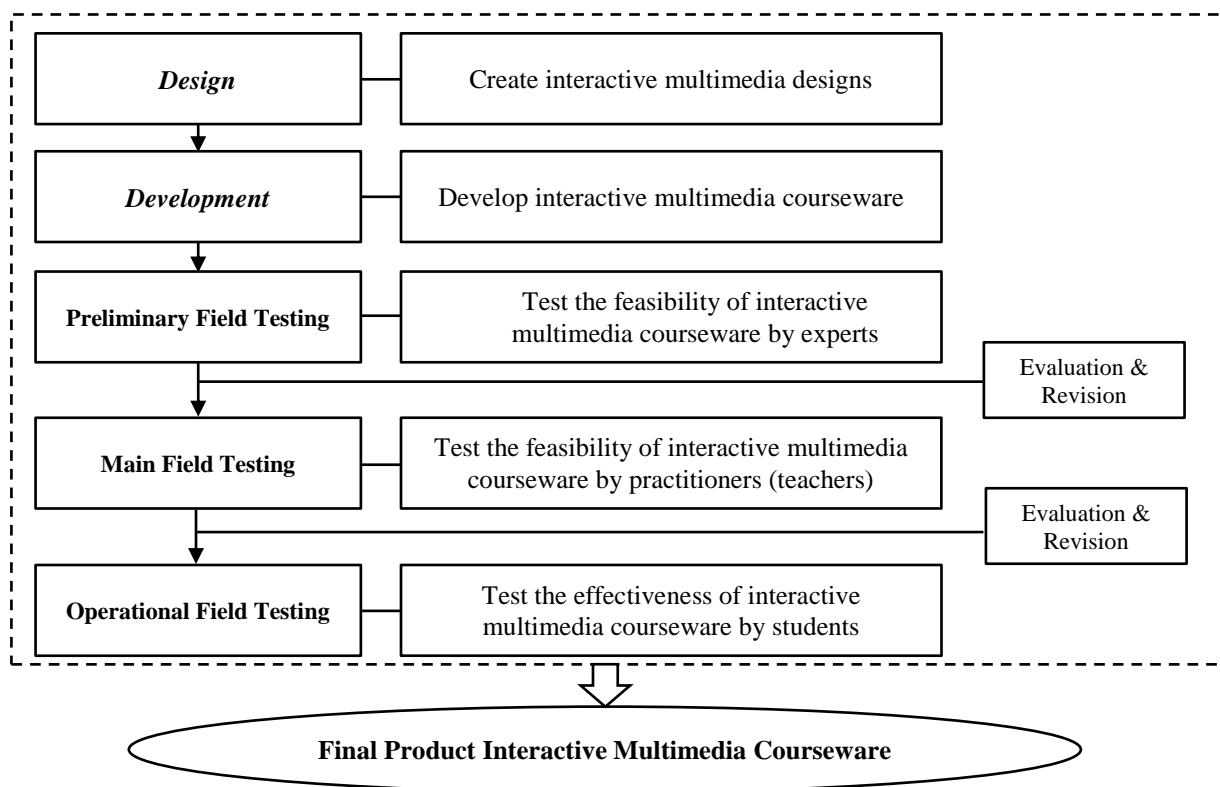 Design
Create interactive multimedia designs
Development
Develop interactive multimedia courseware
Preliminary Field Testing
Test the feasibility of interactive
multimedia courseware by experts
Evaluation &
Revision
Main Field Testing
Test the feasibility of interactive multimedia
courseware by practitioners (teachers)
Evaluation &
Revision
Operational Field Testing
Test the effectiveness of interactive
multimedia courseware by students
Final Product Interactive Multimedia Courseware